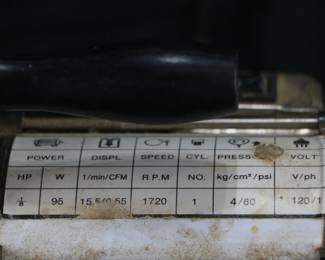 POWER DISPL. SPEED CYL. PRESS VOLT
HP W 1/min/CFM R.P.M NO. kg/cm²/psi V/ph
1/8 95 15.5/0.55 1720 1 4/60 120/1